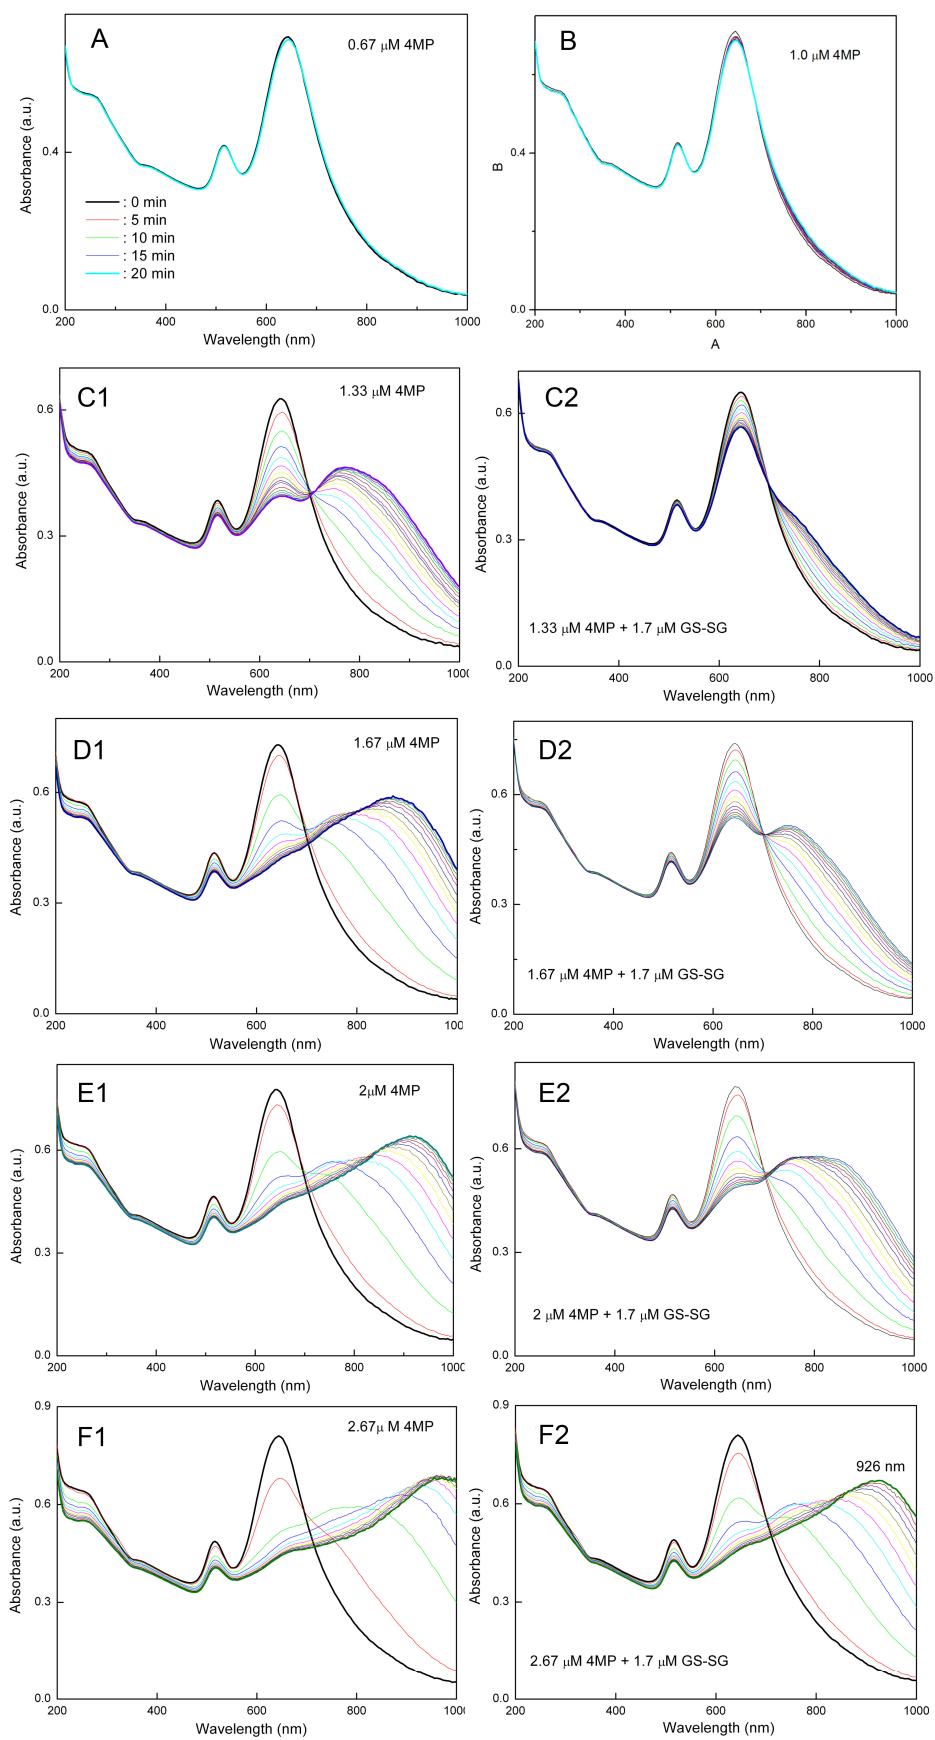 A
0.67 μM 4MP
Absorbance (a.u.)
0.4
0.0
: 0 min
: 5 min
: 10 min
: 15 min
: 20 min
200 400 600 800 1000
Wavelength (nm)
B
1.0 μM 4MP
B
0.4
0.0
200 400 600 800 1000
A
C1
1.33 μM 4MP
Absorbance (a.u.)
0.6
0.3
0.0
200 400 600 800 1000
Wavelength (nm)
C2
Absorbance (a.u.)
0.6
0.3
0.0
1.33 μM 4MP + 1.7 μM GS-SG
200 400 600 800 1000
Wavelength (nm)
D1
1.67 μM 4MP
Absorbance (a.u.)
0.6
0.3
0.0
200 400 600 800 1000
Wavelength (nm)
D2
Absorbance (a.u.)
0.6
0.3
0.0
1.67 μM 4MP + 1.7 μM GS-SG
200 400 600 800 1000
Wavelength (nm)
E1
2μM 4MP
Absorbance (a.u.)
0.6
0.3
0.0
200 400 600 800 1000
Wavelength (nm)
E2
Absorbance (a.u.)
0.6
0.3
0.0
2 μM 4MP + 1.7 μM GS-SG
200 400 600 800 1000
Wavelength (nm)
F1
2.67μ M 4MP
Absorbance (a.u.)
0.9
0.6
0.3
0.0
200 400 600 800 1000
Wavelength (nm)
F2
926 nm
Absorbance (a.u.)
0.9
0.6
0.3
0.0
2.67 μM 4MP + 1.7 μM GS-SG
200 400 600 800 1000
Wavelength (nm)